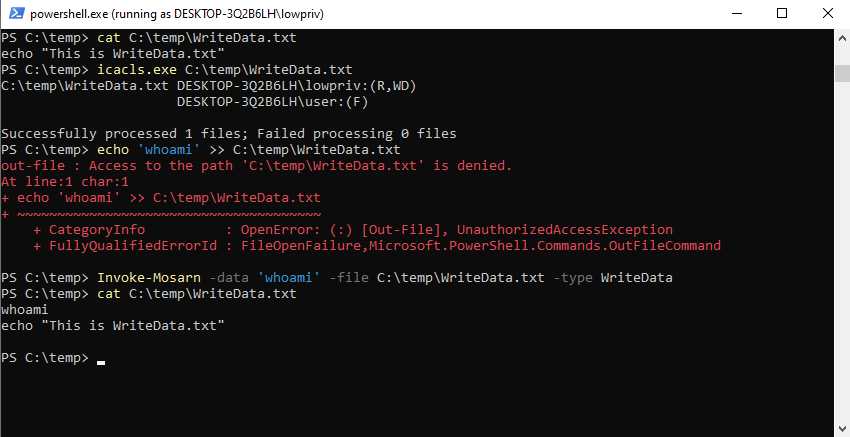 powershell.exe (running as DESKTOP-3Q2B6LH\lowpriv)
PS C:\temp> cat C:\temp\WriteData.txt
echo "This is WriteData.txt"
PS C:\temp> icacls.exe C:\temp\WriteData.txt
C:\temp\WriteData.txt DESKTOP-3Q2B6LH\lowpriv:(R,WD)
                      DESKTOP-3Q2B6LH\user:(F)

Successfully processed 1 files; Failed processing 0 files
PS C:\temp> echo 'whoami' >> C:\temp\WriteData.txt
out-file : Access to the path 'C:\temp\WriteData.txt' is denied.
At line:1 char:1
+ echo 'whoami' >> C:\temp\WriteData.txt
+ ~~~~~~~~~~~~~~~~~~~~~~~~~~~~~~~~~~~~~~
    + CategoryInfo          : OpenError: (:) [Out-File], UnauthorizedAccessException
    + FullyQualifiedErrorId : FileOpenFailure,Microsoft.PowerShell.Commands.OutFileCommand

PS C:\temp> Invoke-Mosarn -data 'whoami' -file C:\temp\WriteData.txt -type WriteData
PS C:\temp> cat C:\temp\WriteData.txt
whoami
echo "This is WriteData.txt"

PS C:\temp>